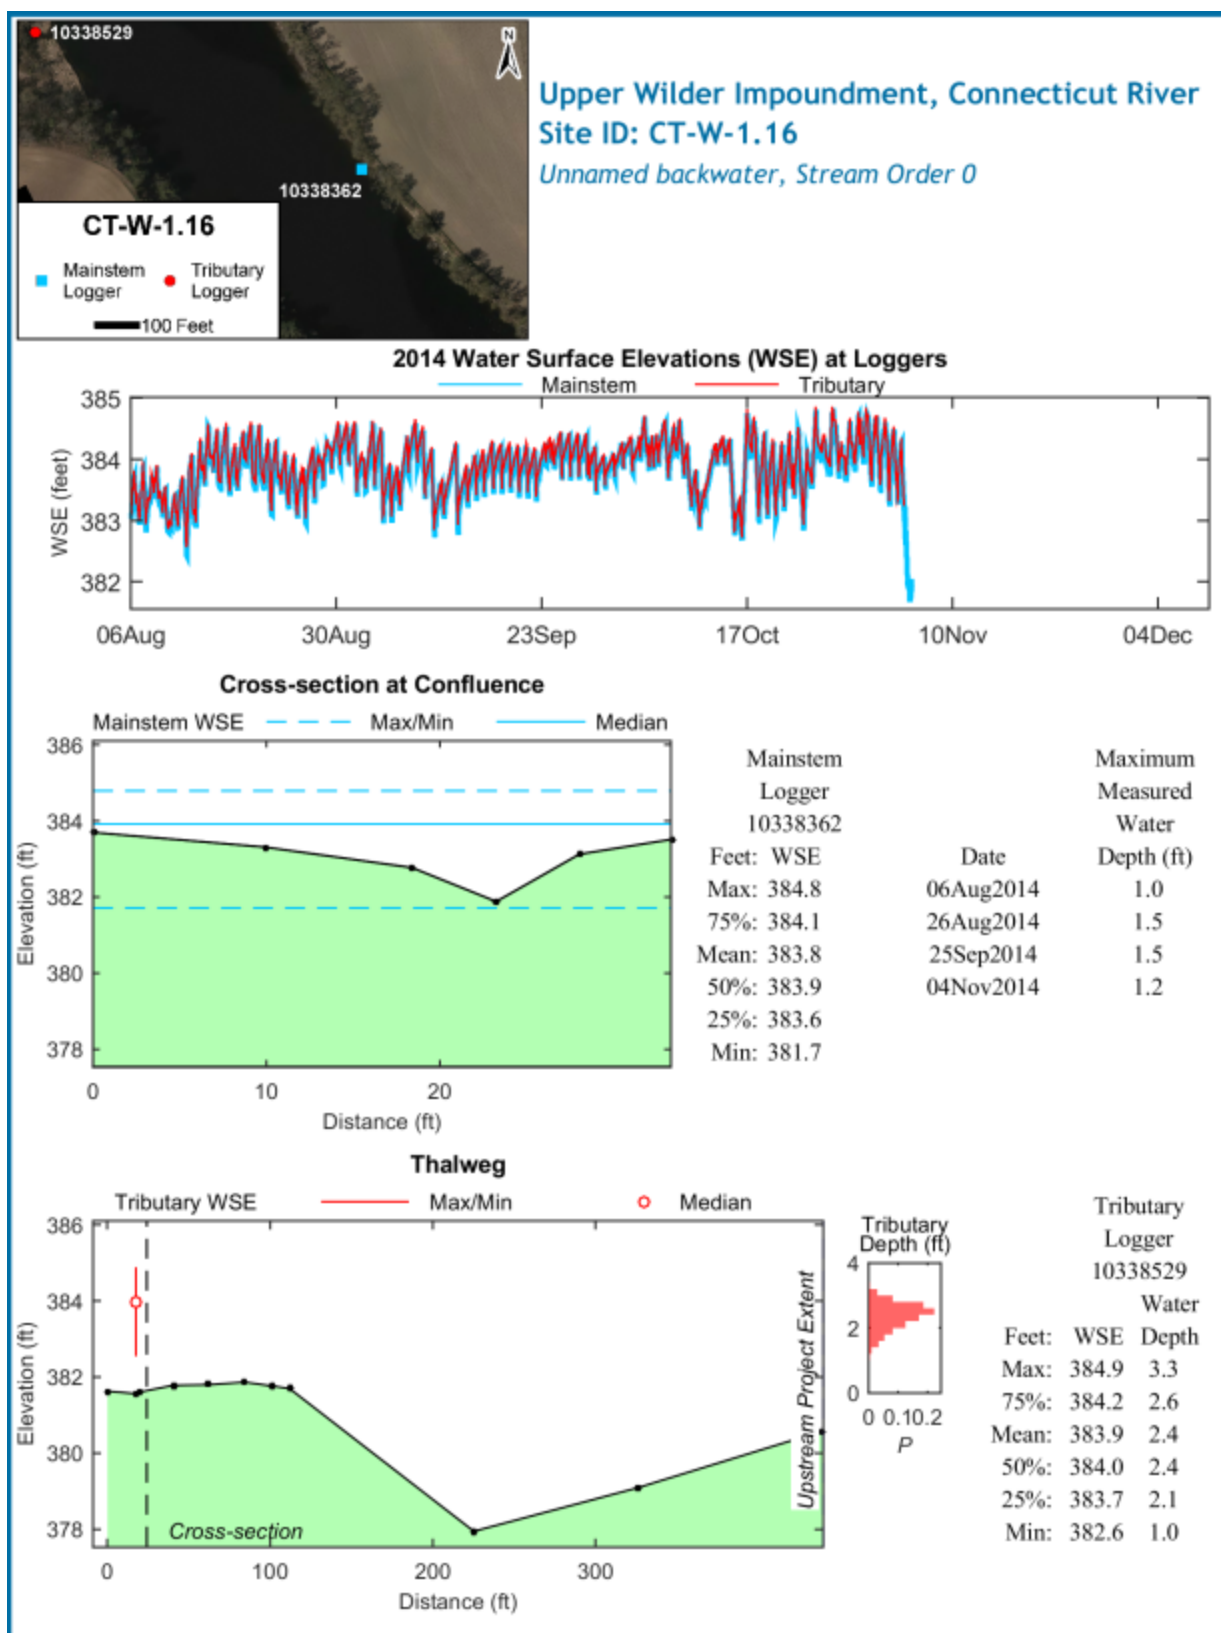 10338529
N
10338362
CT-W-1.16
Mainstem Logger
Tributary Logger
100 Feet
Upper Wilder Impoundment, Connecticut River
Site ID: CT-W-1.16
Unnamed backwater, Stream Order 0
2014 Water Surface Elevations (WSE) at Loggers
Mainstem Tributary
WSE (feet)
385
384
383
382
06Aug 30Aug 23Sep 17Oct 10Nov 04Dec
Cross-section at Confluence
Mainstem WSE Max/Min Median
Elevation (ft)
386
384
382
380
378
0 10 20
Distance (ft)
Mainstem
Logger
10338362
Feet: WSE
Max: 384.8
75%: 384.1
Mean: 383.8
50%: 383.9
25%: 383.6
Min: 381.7
Maximum
Measured
Water
Date Depth (ft)
06Aug2014 1.0
26Aug2014 1.5
25Sep2014 1.5
04Nov2014 1.2
Thalweg
Tributary WSE Max/Min Median
Elevation (ft)
386
384
382
380
378
Cross-section
Upstream Project Extent
0 100 200 300
Distance (ft)
Tributary
Depth (ft)
4
2
0
0 0.10.2
P
Tributary
Logger
10338529
Water
Feet: WSE Depth
Max: 384.9 3.3
75%: 384.2 2.6
Mean: 383.9 2.4
50%: 384.0 2.4
25%: 383.7 2.1
Min: 382.6 1.0